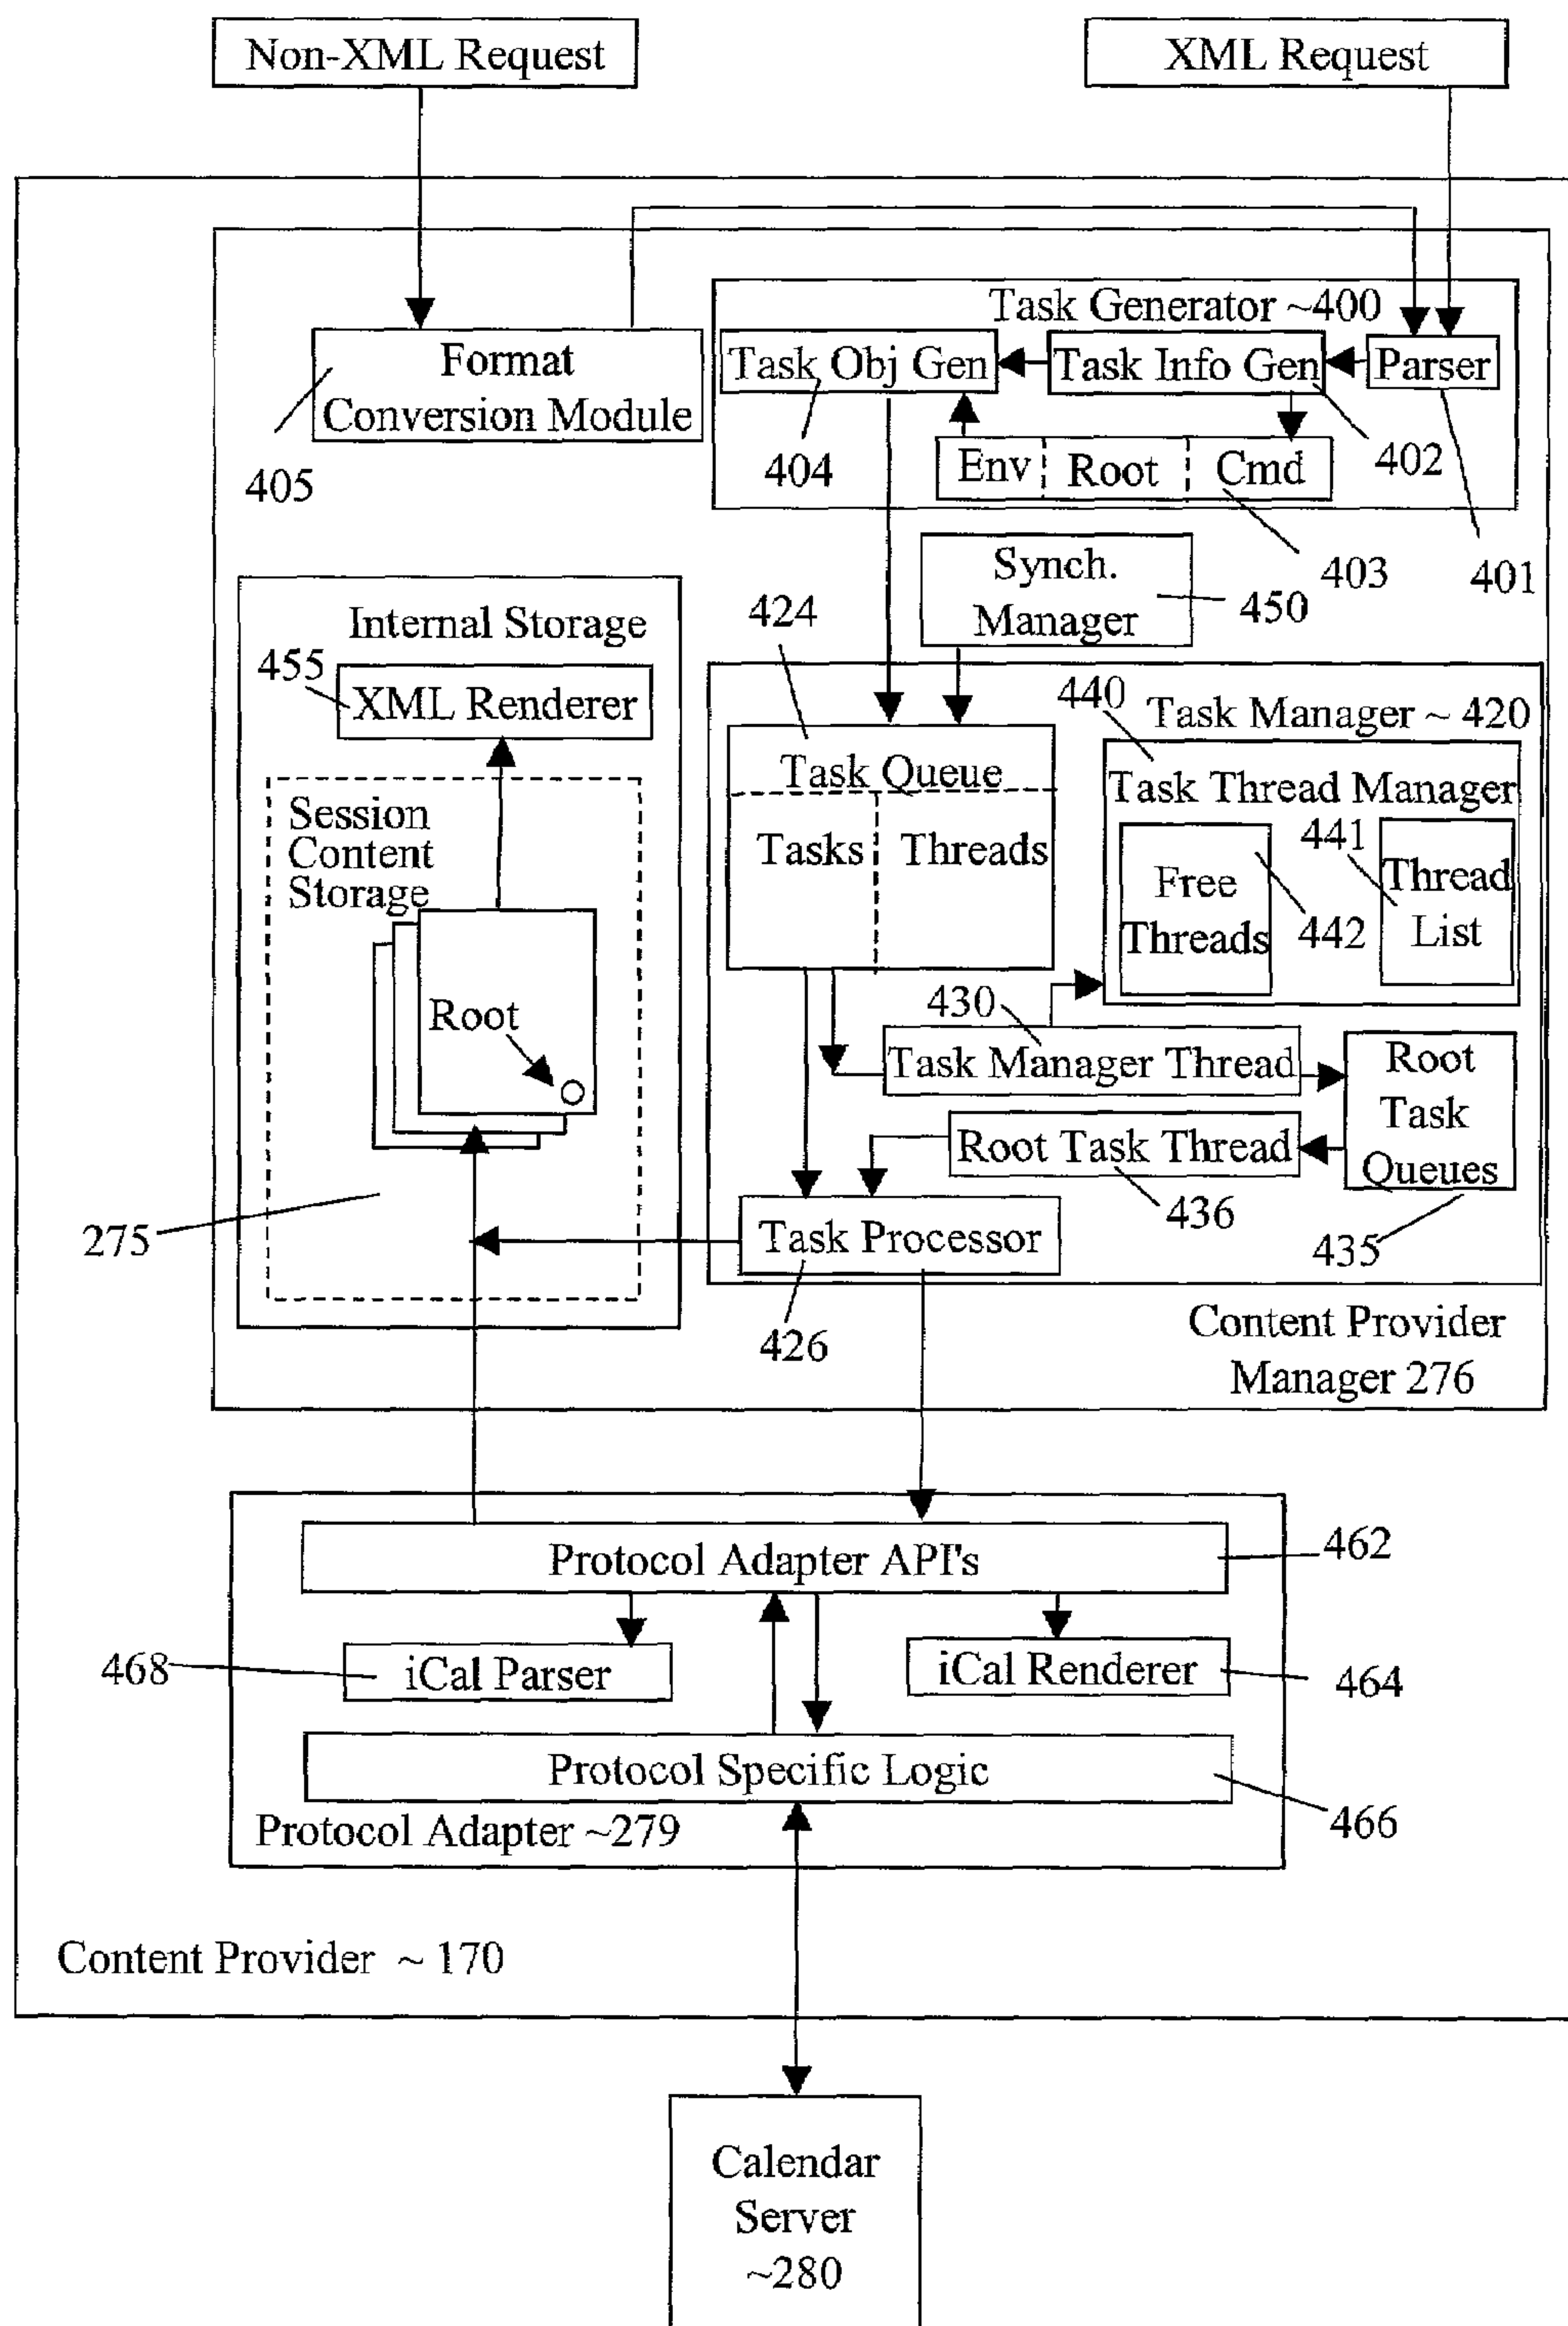 Non-XML Request
XML Request
Task Generator ~400
Format
Conversion Module
405
Task Obj Gen
Task Info Gen
Parser
404
Env
Root
Cmd
402
403
401
Synch.
Manager
450
Internal Storage
455
XML Renderer
Session
Content
Storage
Root
275
424
440
Task Manager ~ 420
Task Queue
Tasks
Threads
Task Thread Manager
441
Free
Threads
442
Thread
List
430
Task Manager Thread
Root
Task
Queues
Root Task Thread
436
435
Task Processor
426
Content Provider
Manager 276
Protocol Adapter API's
462
468
iCal Parser
iCal Renderer
464
Protocol Specific Logic
466
Protocol Adapter ~279
Content Provider ~ 170
Calendar
Server
~280